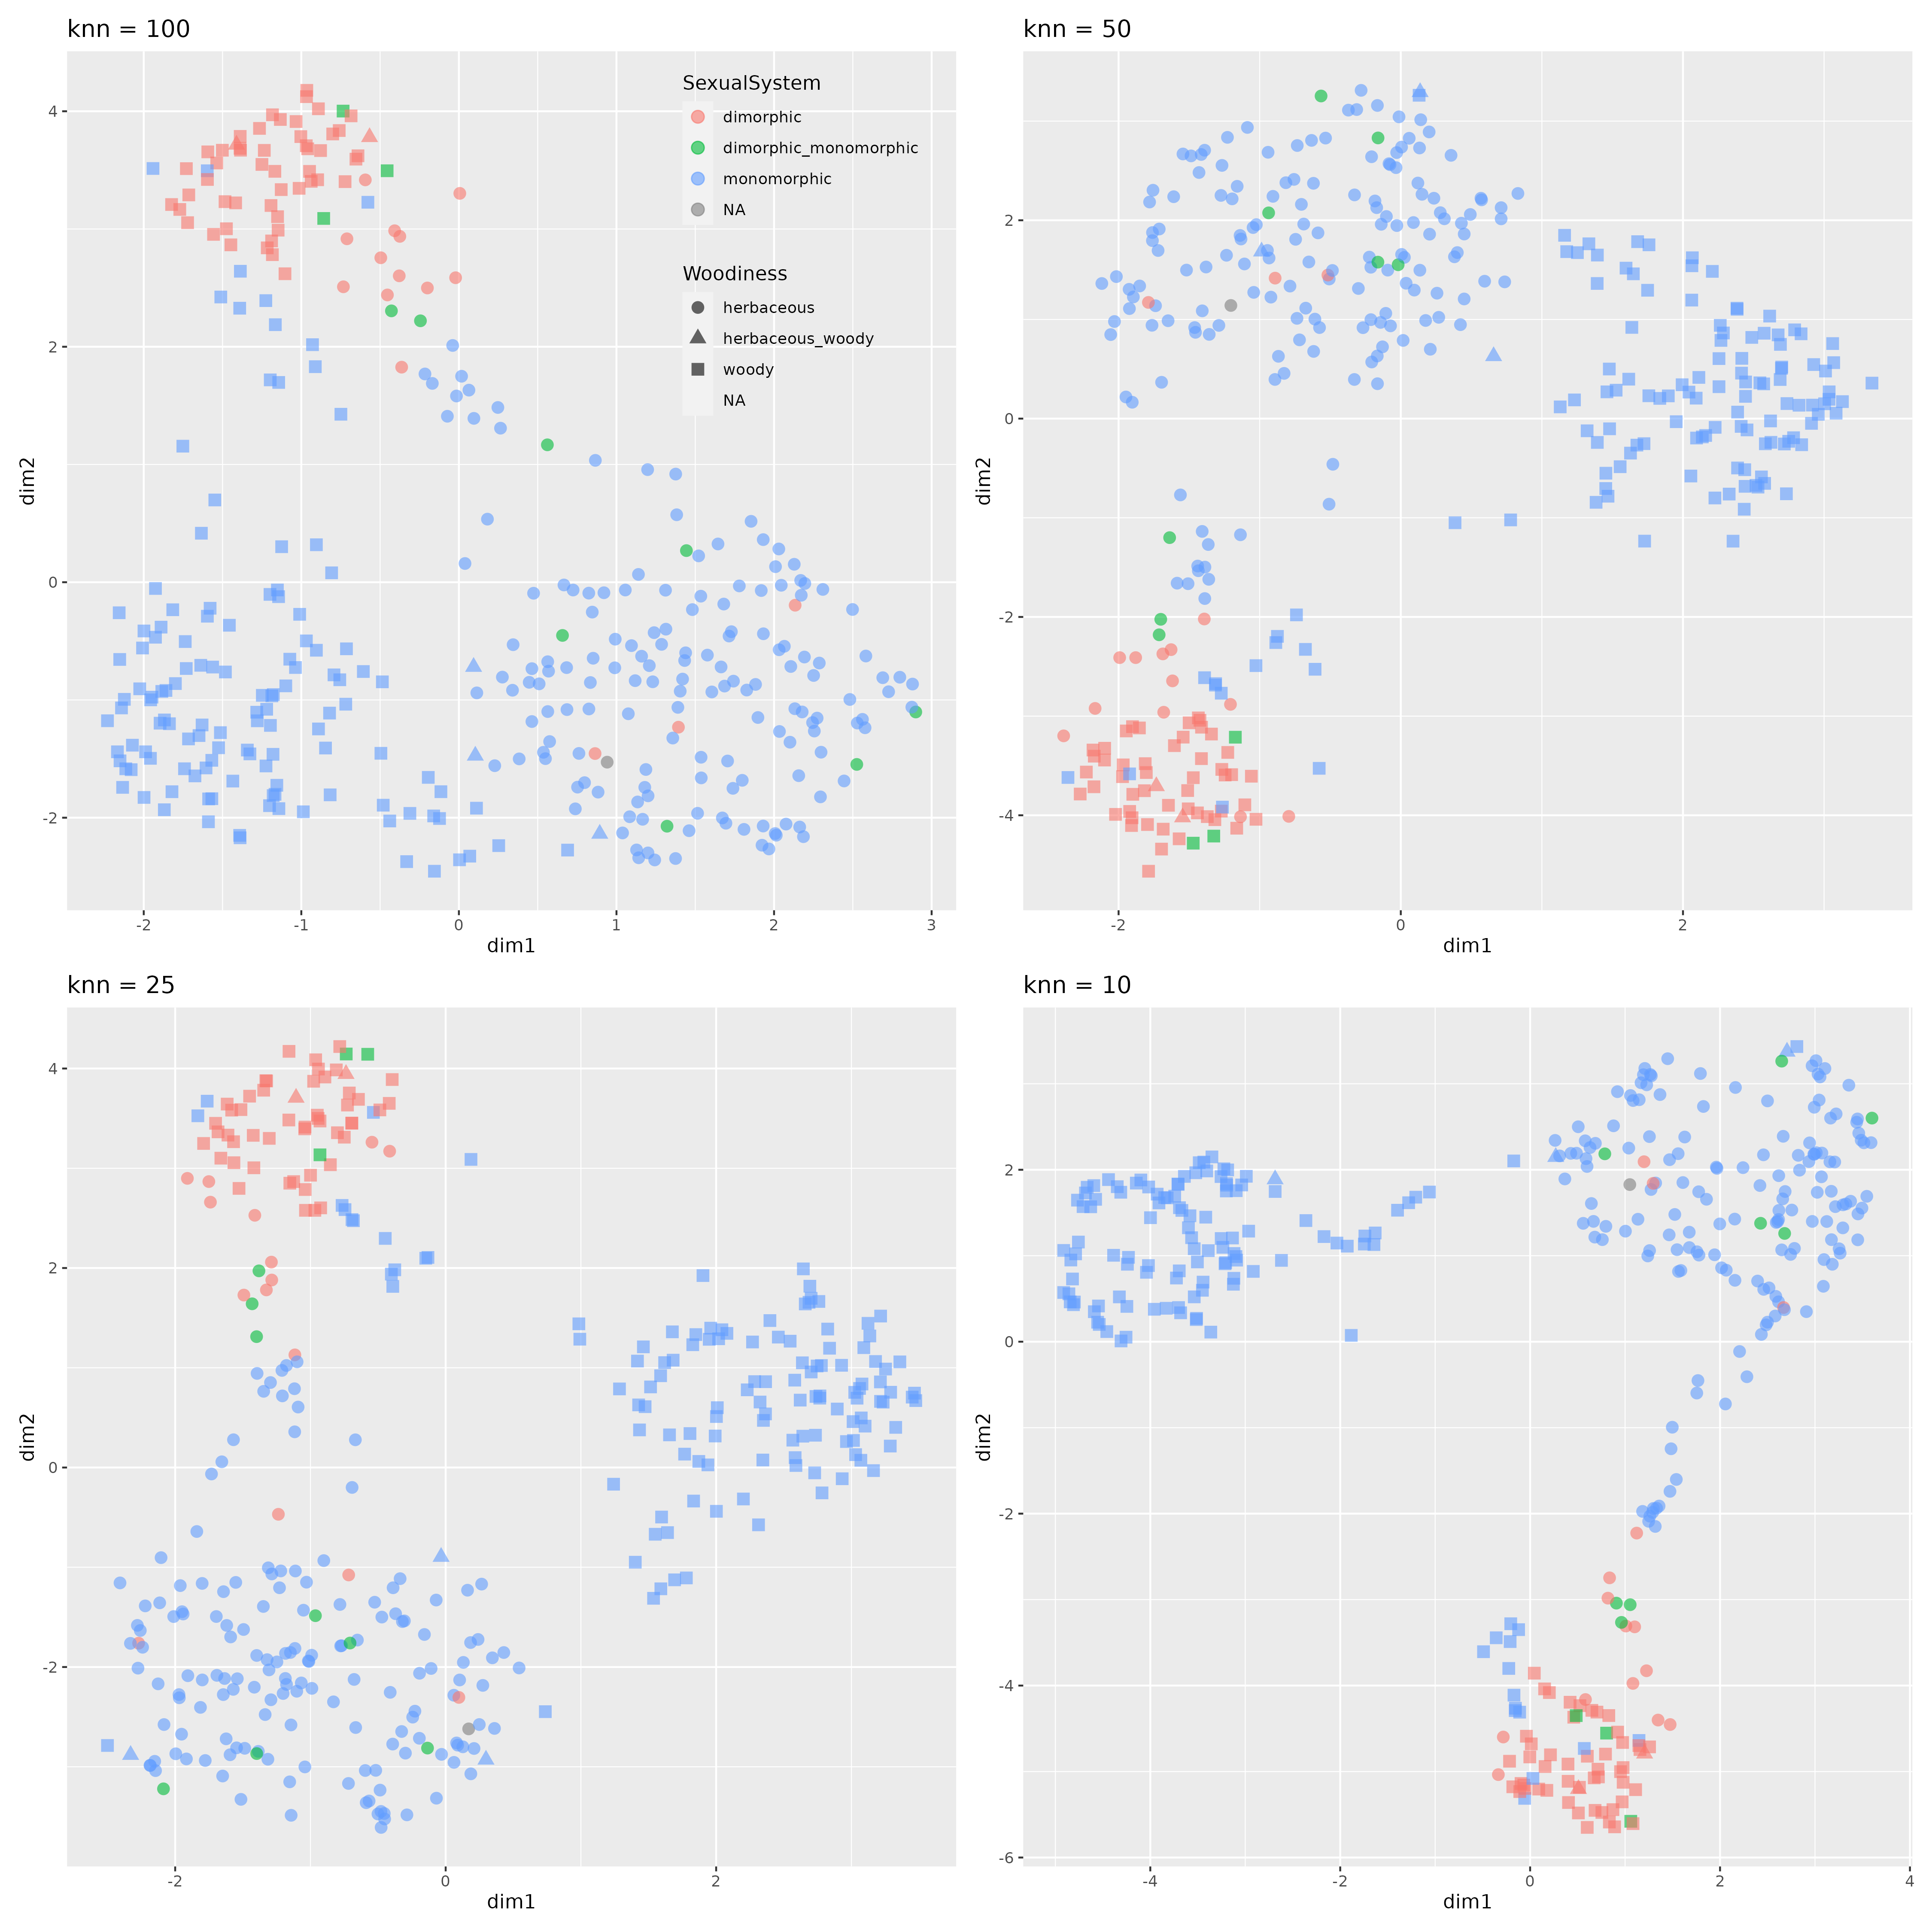 knn = 100
4
2
0
-2
dim2
-2
-1
0
1
2
3
dim1
SexualSystem
dimorphic
dimorphic_monomorphic
monomorphic
NA
Woodiness
herbaceous
herbaceous_woody
woody
NA
knn = 50
2
0
-2
-4
dim2
-2
0
2
dim1
knn = 25
4
2
0
-2
dim2
-2
0
2
dim1
knn = 10
2
0
-2
-4
-6
dim2
-4
-2
0
2
4
dim1